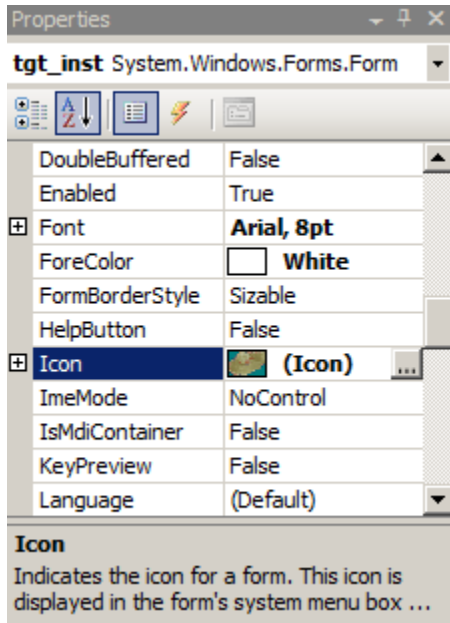 Properties
tgt_inst System.Windows.Forms.Form
A
Z
DoubleBuffered False
Enabled True
Font Arial, 8pt
ForeColor White
FormBorderStyle Sizable
HelpButton False
Icon (Icon) ...
ImeMode NoControl
IsMdiContainer False
KeyPreview False
Language (Default)
Icon
Indicates the icon for a form. This icon is
displayed in the form's system menu box ...